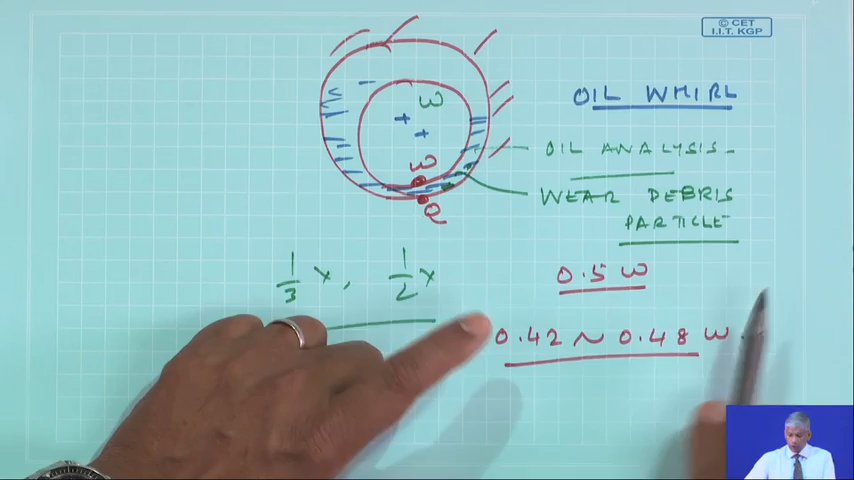 © CET
I.I.T. KGP
OIL WHIRL
ω
OIL ANALYSIS-
ω
WEAR DEBRIS
PARTICLE
Q
1/3 x, 1/2 x
0.5 ω
0.42 ~ 0.48 ω